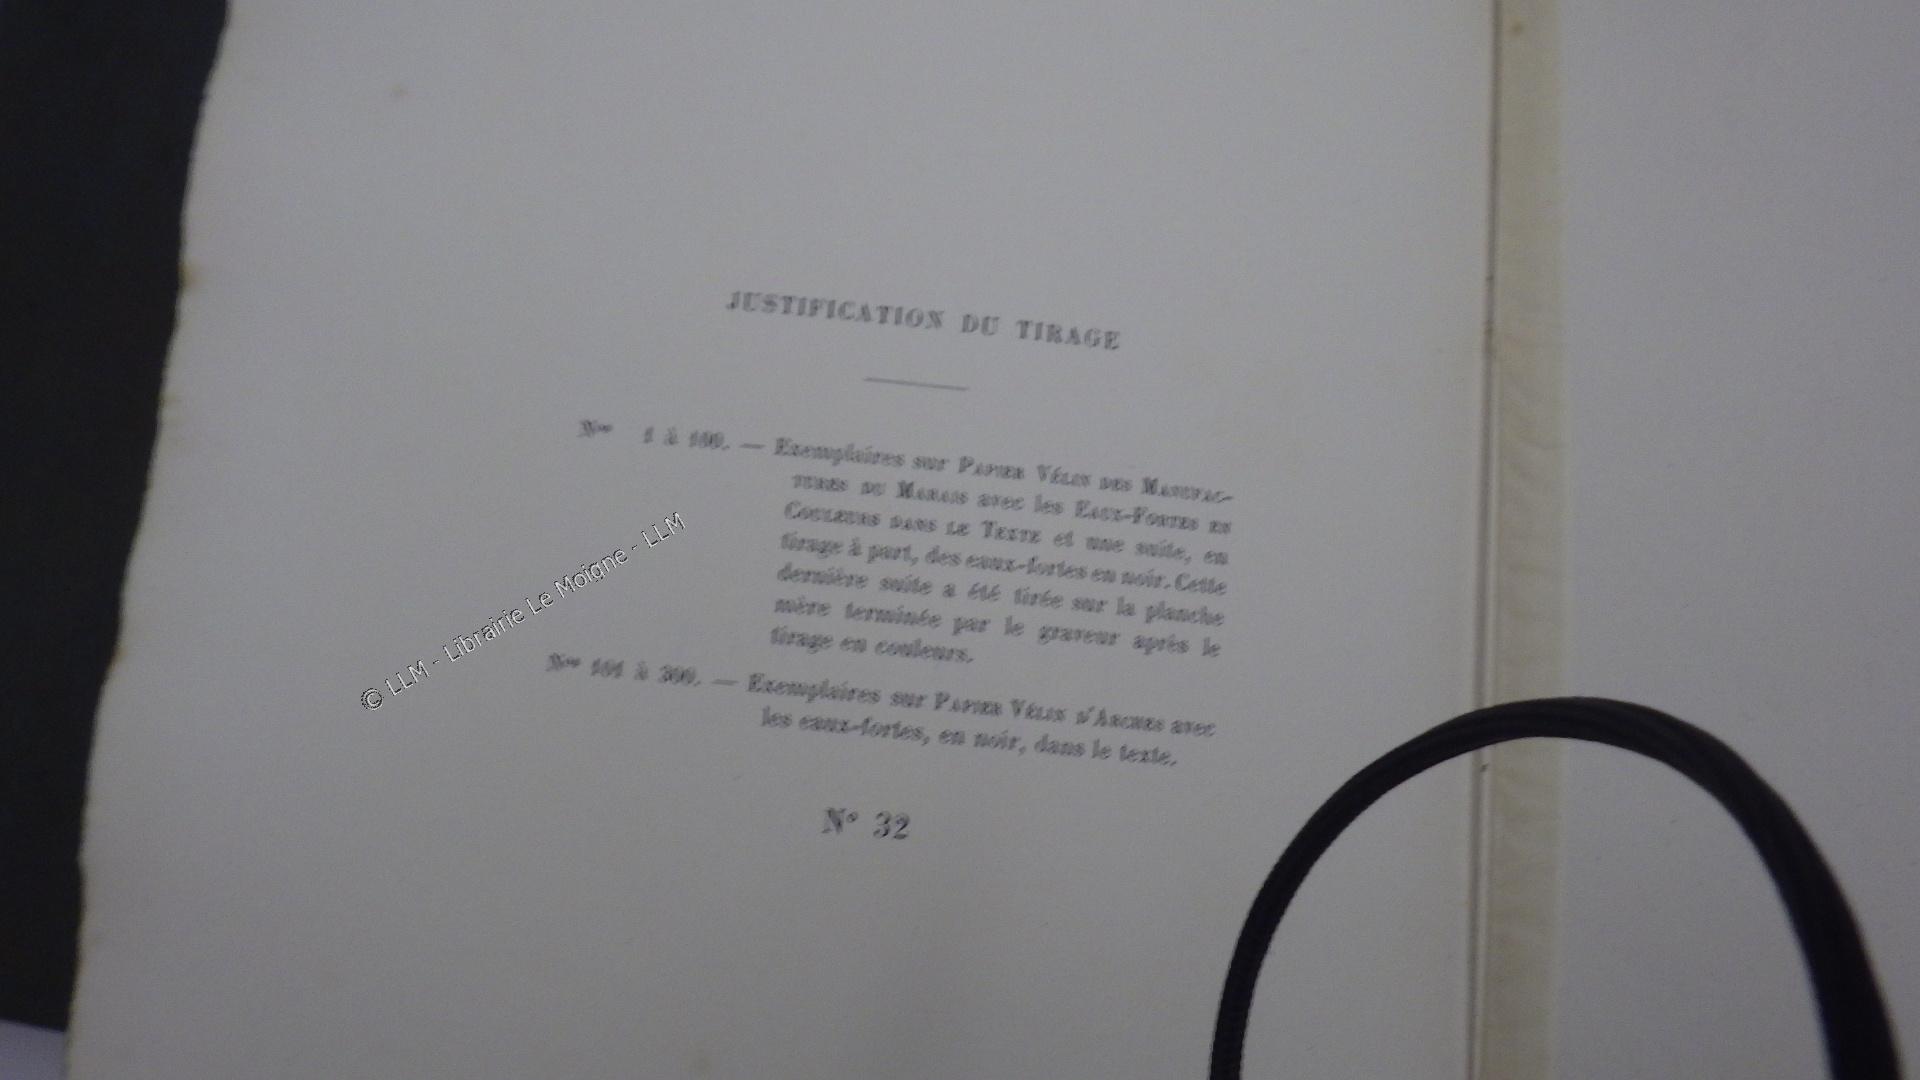 JUSTIFICATION DU TIRAGE
Nos 1 à 100. — Exemplaires sur PAPIER VÉLIN DES MANUFAC-
TURES DU MARAIS avec les EAUX-FORTES EN
COULEURS DANS LE TEXTE et une suite, en
tirage à part, des eaux-fortes en noir. Cette
dernière suite a été tirée sur la planche
mère terminée par le graveur après le
tirage en couleurs.
Nos 101 à 300. — Exemplaires sur PAPIER VÉLIN D'ARCHES avec
les eaux-fortes, en noir, dans le texte.
No 32
© LLM - Librairie Le Moigne - LLM